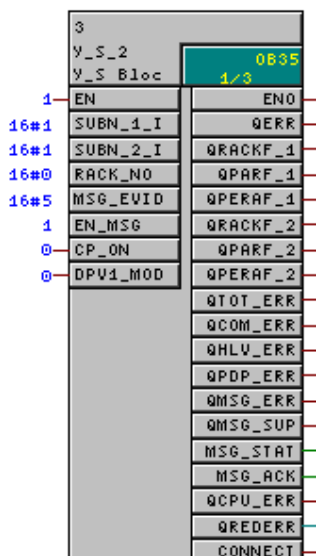 3
Y_S_2
Y_S Bloc
OB35
1/3
1 EN ENO
16#1 SUBN_1_I QERR
16#1 SUBN_2_I QRACKF_1
16#0 RACK_NO QPARF_1
16#5 MSG_EVID QPERAF_1
1 EN_MSG QRACKF_2
0 CP_ON QPARF_2
0 DPV1_MOD QPERAF_2
QTOT_ERR
QCOM_ERR
QHLV_ERR
QPDP_ERR
QMSG_ERR
QMSG_SUP
MSG_STAT
MSG_ACK
QCPU_ERR
QREDERR
CONNECT